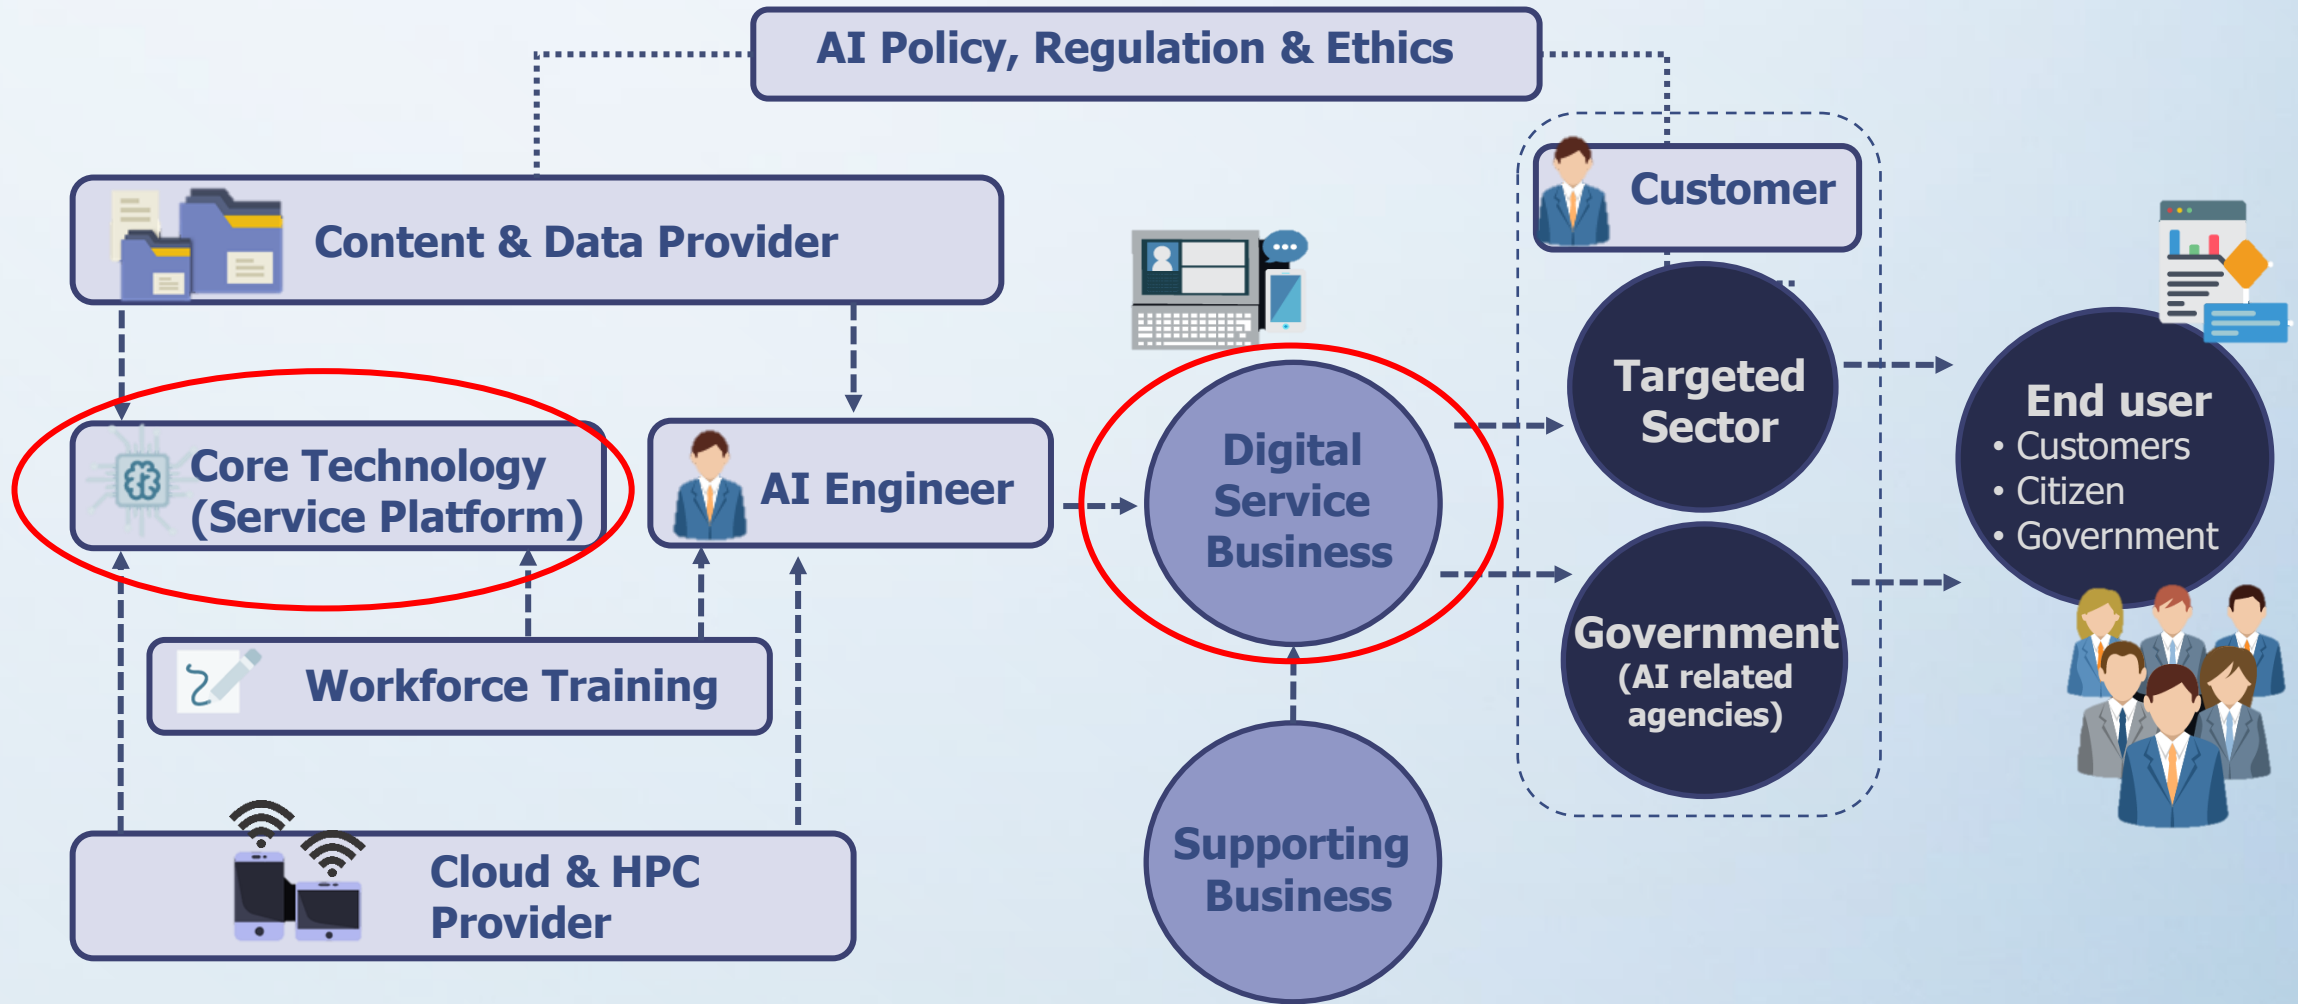 AI Policy, Regulation & Ethics
Customer
Content & Data Provider
Targeted
Sector
End user
• Customers
• Citizen
• Government
Core Technology
(Service Platform)
AI Engineer
Digital
Service
Business
Government
(AI related
agencies)
Workforce Training
Cloud & HPC
Provider
Supporting
Business